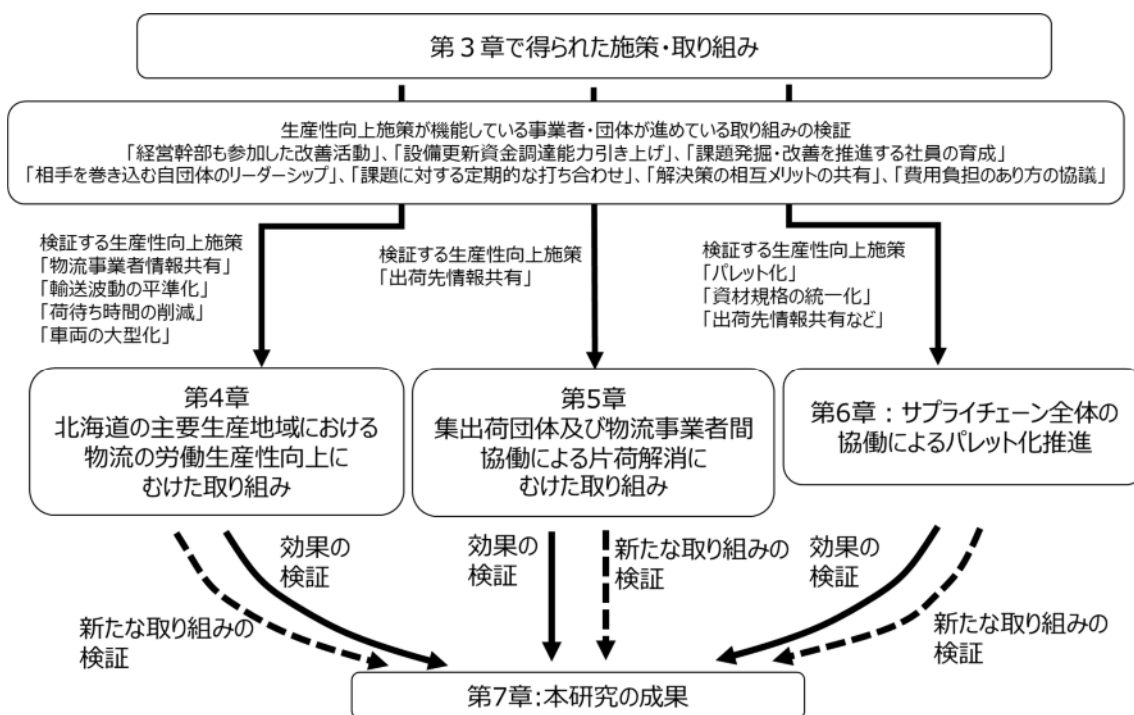 第３章で得られた施策・取り組み
生産性向上施策が機能している事業者・団体が進めている取り組みの検証
「経営幹部も参加した改善活動」、「設備更新資金調達能力引き上げ」、「課題発掘・改善を推進する社員の育成」
「相手を巻き込む自団体のリーダーシップ」、「課題に対する定期的な打ち合わせ」、「解決策の相互メリットの共有」、「費用負担のあり方の協議」
検証する生産性向上施策
「物流事業者情報共有」
「輸送波動の平準化」
「荷待ち時間の削減」
「車両の大型化」
検証する生産性向上施策
「出荷先情報共有」
検証する生産性向上施策
「パレット化」
「資材規格の統一化」
「出荷先情報共有など」
第4章
北海道の主要生産地域における
物流の労働生産性向上に
むけた取り組み
第5章
集出荷団体及び物流事業者間
協働による片荷解消に
むけた取り組み
第6章：サプライチェーン全体の
協働によるパレット化推進
効果の
検証
新たな取り組みの
検証
効果の
検証
新たな取り組みの
検証
効果の
検証
新たな取り組みの
検証
第7章:本研究の成果